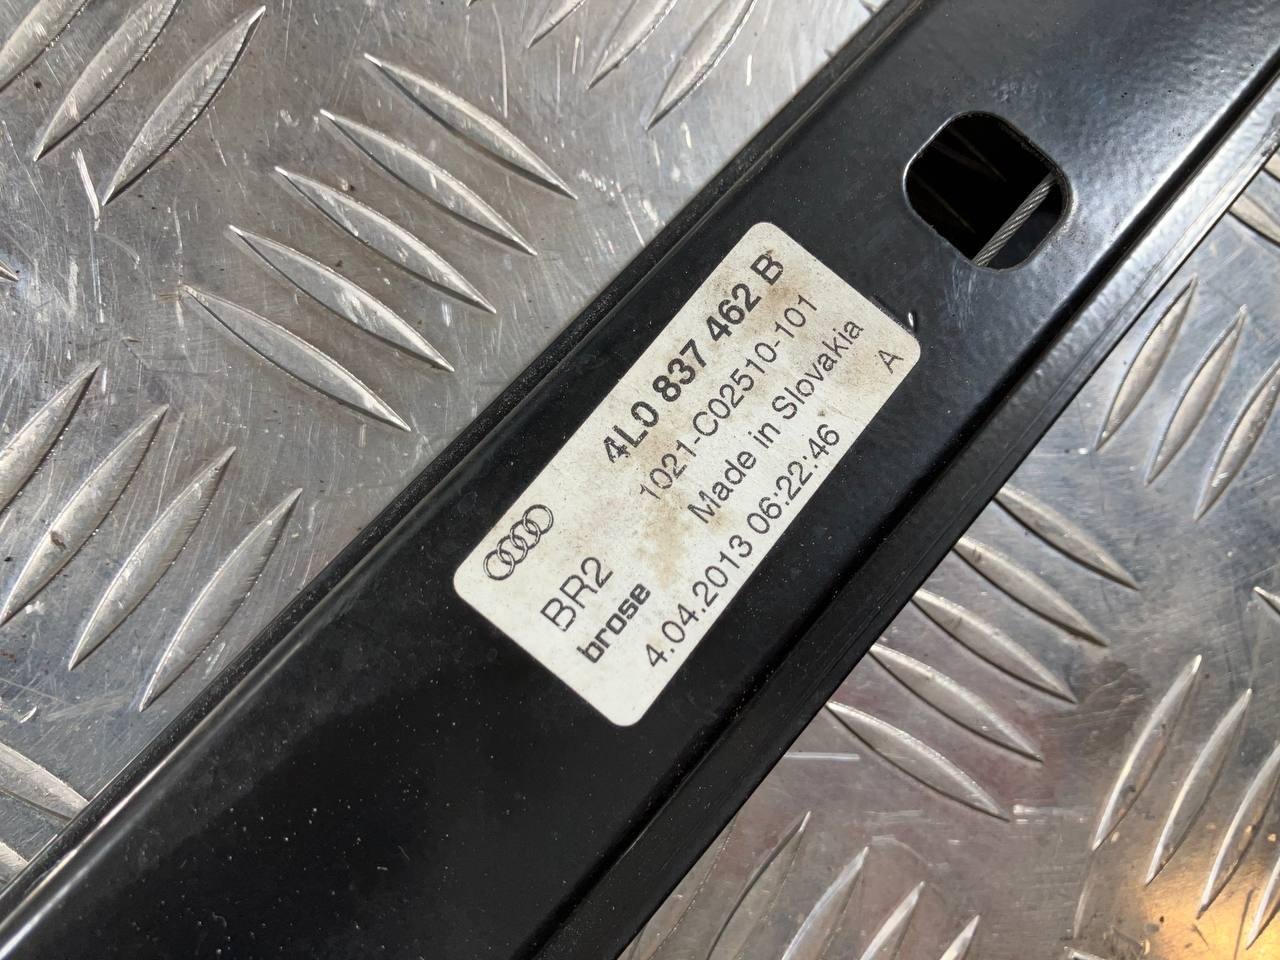 4L0 837 462 B
BR2 1021-C02510-101
brose Made in Slovakia
4.04.2013 06:22:46 A